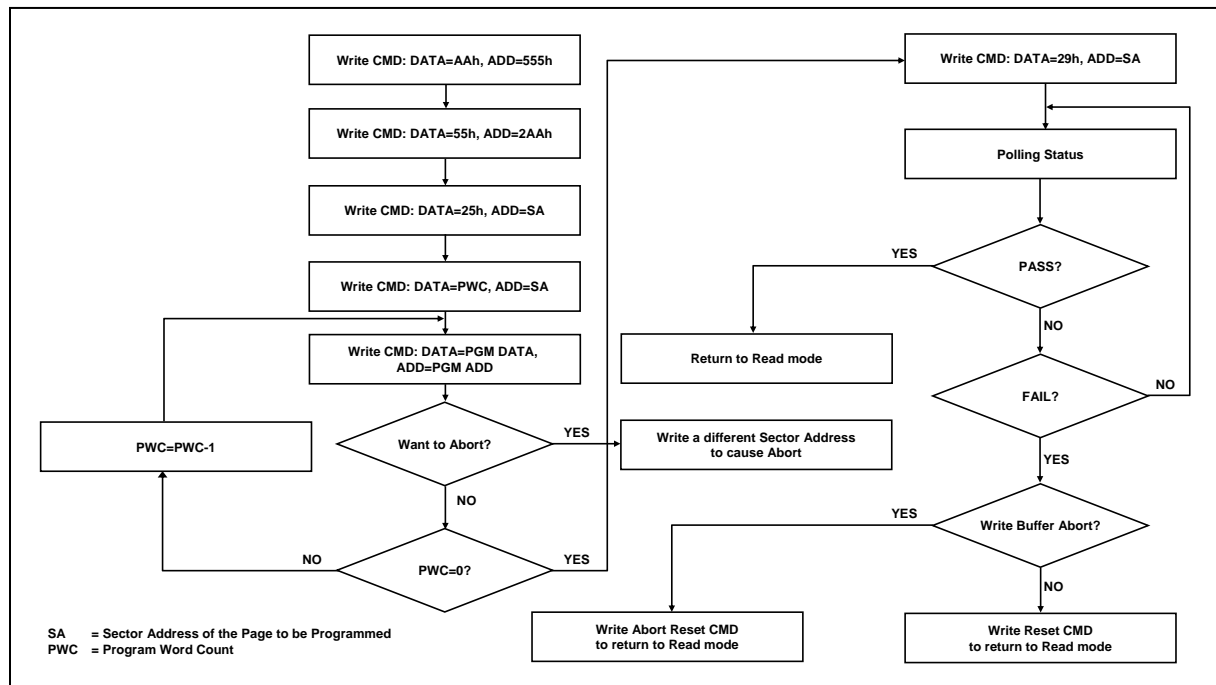 Write CMD: DATA=AAh, ADD=555h
Write CMD: DATA=55h, ADD=2AAh
Write CMD: DATA=25h, ADD=SA
Write CMD: DATA=PWC, ADD=SA
Write CMD: DATA=PGM DATA,
ADD=PGM ADD
PWC=PWC-1
Want to Abort?
YES
Write a different Sector Address
to cause Abort
NO
PWC=0?
NO
YES
Write CMD: DATA=29h, ADD=SA
Polling Status
PASS?
YES
Return to Read mode
NO
FAIL?
NO
YES
Write Buffer Abort?
YES
Write Abort Reset CMD
to return to Read mode
NO
Write Reset CMD
to return to Read mode
SA = Sector Address of the Page to be Programmed
PWC = Program Word Count